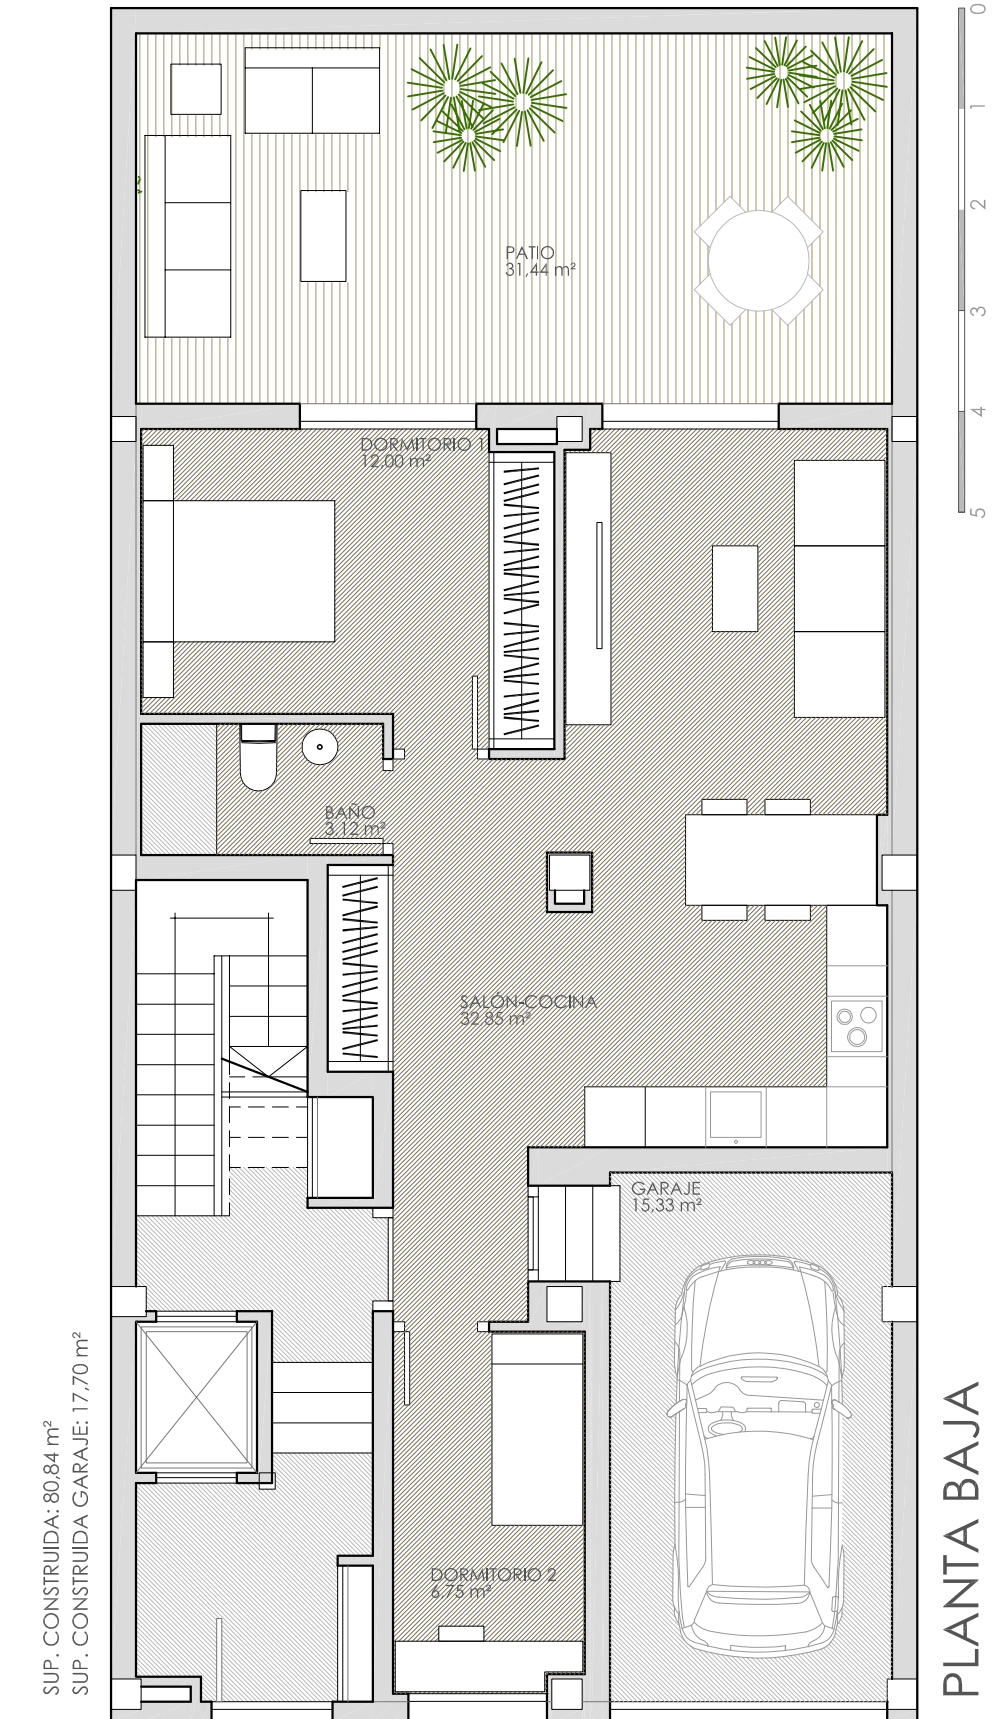 PATIO
31,44 m²
DORMITORIO 1
12,00 m²
BAÑO
3,12 m²
SALÓN-COCINA
32,85 m²
GARAJE
15,33 m²
DORMITORIO 2
6,75 m²
SUP. CONSTRUIDA: 80,84 m²
SUP. CONSTRUIDA GARAJE: 17,70 m²
PLANTA BAJA
0
1
2
3
4
5